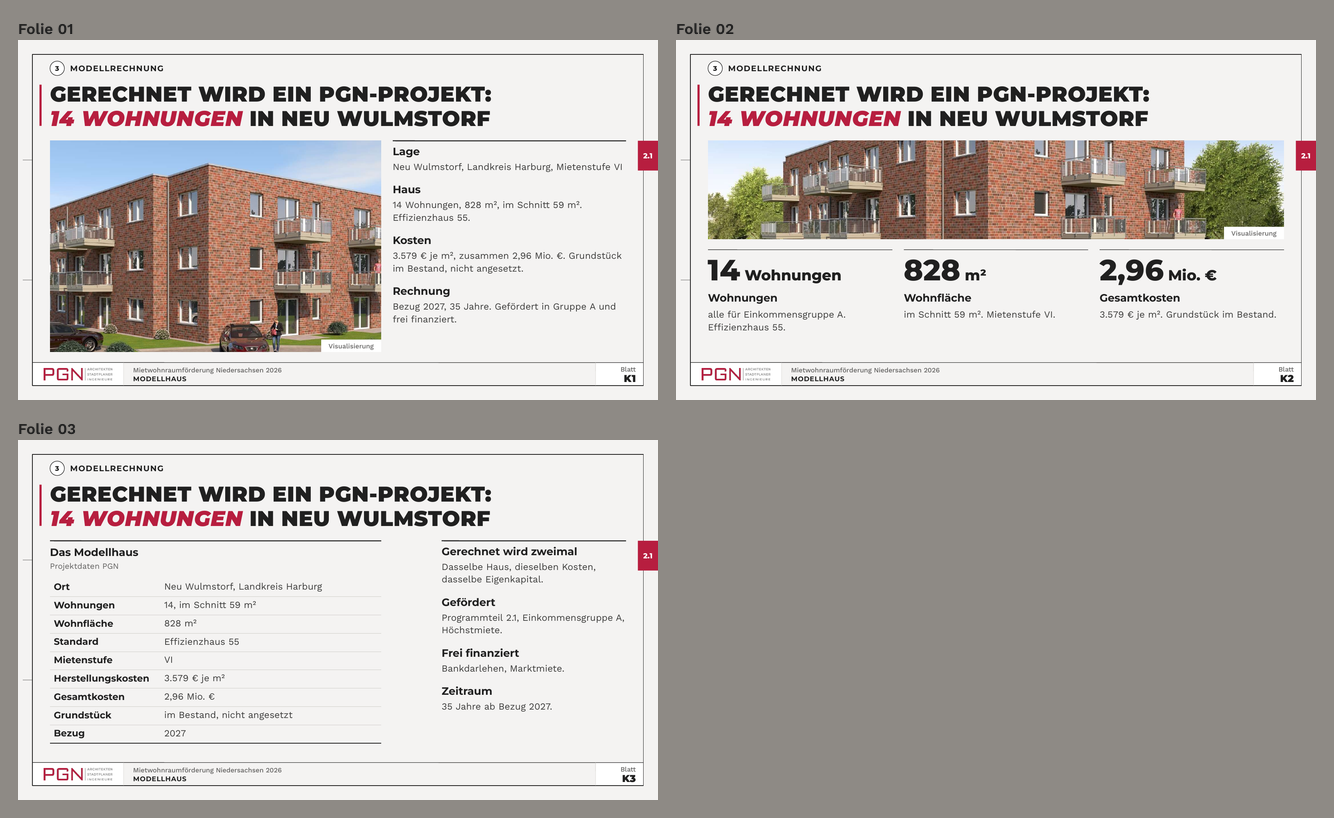 Folie 01
3 MODELLRECHNUNG
GERECHNET WIRD EIN PGN-PROJEKT:
14 WOHNUNGEN IN NEU WULMSTORF
Visualisierung
Lage
Neu Wulmstorf, Landkreis Harburg, Mietenstufe VI
Haus
14 Wohnungen, 828 m², im Schnitt 59 m².
Effizienzhaus 55.
Kosten
3.579 € je m², zusammen 2,96 Mio. €. Grundstück
im Bestand, nicht angesetzt.
Rechnung
Bezug 2027, 35 Jahre. Gefördert in Gruppe A und
frei finanziert.
2.1
PGN ARCHITEKTEN
STADTPLANER
INGENIEURE
Mietwohnraumförderung Niedersachsen 2026
MODELLHAUS
Blatt
K1
Folie 02
3 MODELLRECHNUNG
GERECHNET WIRD EIN PGN-PROJEKT:
14 WOHNUNGEN IN NEU WULMSTORF
2.1
Visualisierung
14 Wohnungen
Wohnungen
alle für Einkommensgruppe A.
Effizienzhaus 55.
828 m²
Wohnfläche
im Schnitt 59 m². Mietenstufe VI.
2,96 Mio. €
Gesamtkosten
3.579 € je m². Grundstück im Bestand.
PGN ARCHITEKTEN
STADTPLANER
INGENIEURE
Mietwohnraumförderung Niedersachsen 2026
MODELLHAUS
Blatt
K2
Folie 03
3 MODELLRECHNUNG
GERECHNET WIRD EIN PGN-PROJEKT:
14 WOHNUNGEN IN NEU WULMSTORF
Das Modellhaus
Projektdaten PGN
Ort Neu Wulmstorf, Landkreis Harburg
Wohnungen 14, im Schnitt 59 m²
Wohnfläche 828 m²
Standard Effizienzhaus 55
Mietenstufe VI
Herstellungskosten 3.579 € je m²
Gesamtkosten 2,96 Mio. €
Grundstück im Bestand, nicht angesetzt
Bezug 2027
Gerechnet wird zweimal
Dasselbe Haus, dieselben Kosten,
dasselbe Eigenkapital.
Gefördert
Programmteil 2.1, Einkommensgruppe A,
Höchstmiete.
Frei finanziert
Bankdarlehen, Marktmiete.
Zeitraum
35 Jahre ab Bezug 2027.
2.1
PGN ARCHITEKTEN
STADTPLANER
INGENIEURE
Mietwohnraumförderung Niedersachsen 2026
MODELLHAUS
Blatt
K3